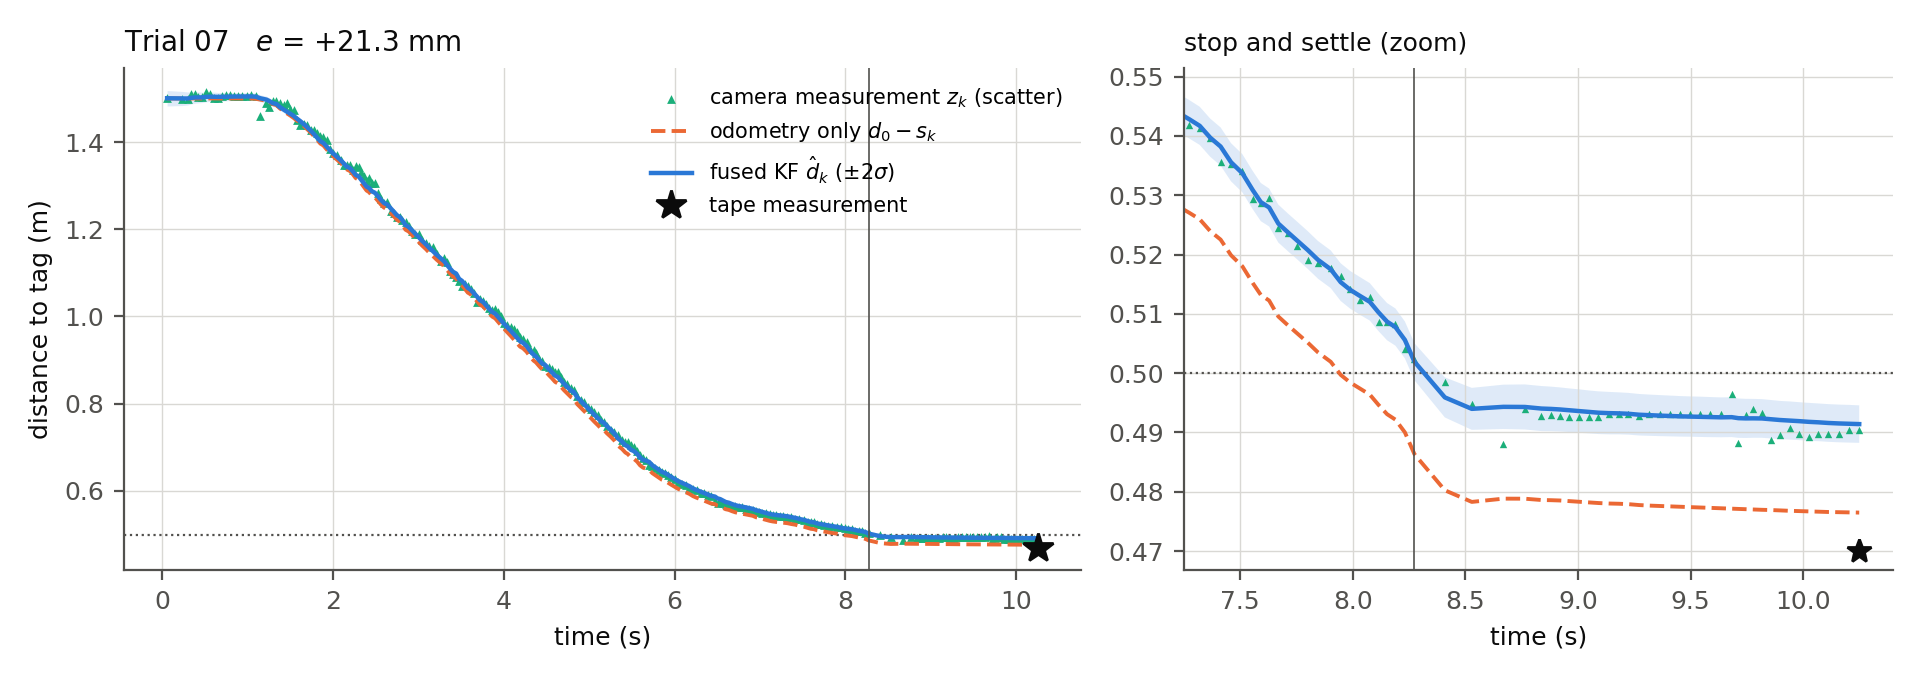 Trial 07 e = +21.3 mm
camera measurement z_k (scatter)
odometry only d_0 − s_k
fused KF d̂_k (±2σ)
tape measurement
distance to tag (m)
1.4
1.2
1.0
0.8
0.6
0 2 4 6 8 10
time (s)
stop and settle (zoom)
0.55
0.54
0.53
0.52
0.51
0.50
0.49
0.48
0.47
7.5 8.0 8.5 9.0 9.5 10.0
time (s)